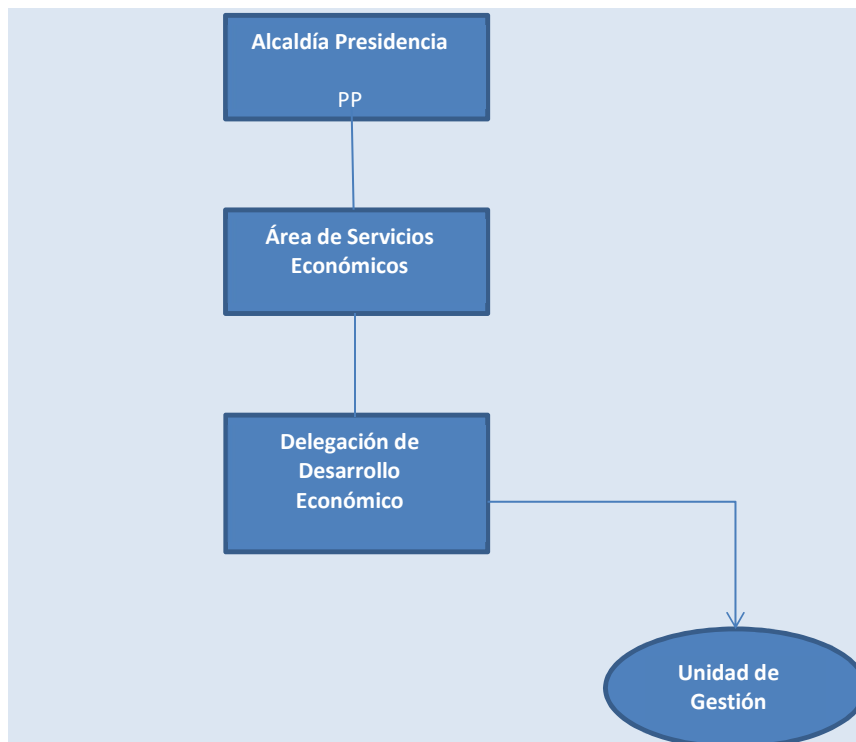 Alcaldía Presidencia
PP
Área de Servicios
Económicos
Delegación de
Desarrollo
Económico
Unidad de
Gestión